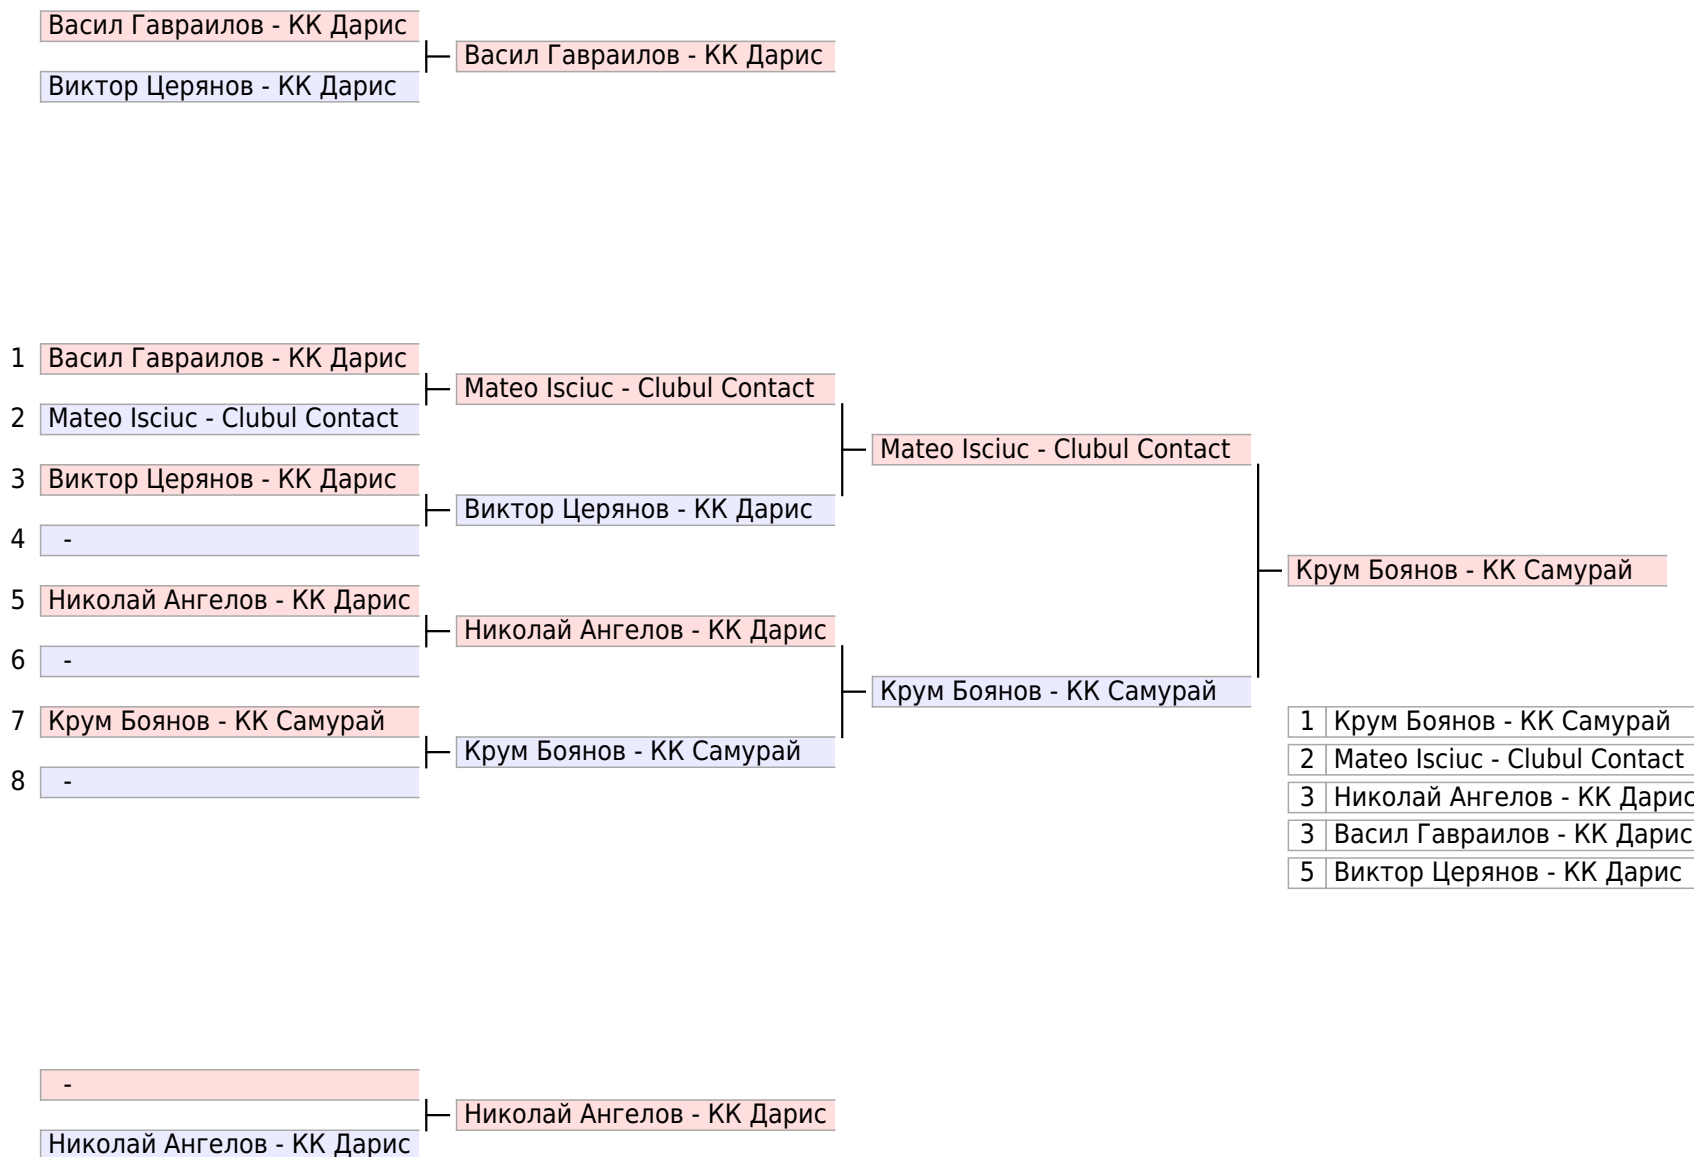 Васил Гавраилов - КК Дарис
Васил Гавраилов - КК Дарис
Виктор Церянов - КК Дарис
1 Васил Гавраилов - КК Дарис
Mateo Isciuc - Clubul Contact
2 Mateo Isciuc - Clubul Contact
Mateo Isciuc - Clubul Contact
3 Виктор Церянов - КК Дарис
Виктор Церянов - КК Дарис
4 -
Крум Боянов - КК Самурай
5 Николай Ангелов - КК Дарис
Николай Ангелов - КК Дарис
6 -
Крум Боянов - КК Самурай
7 Крум Боянов - КК Самурай
Крум Боянов - КК Самурай
8 -
1 Крум Боянов - КК Самурай
2 Mateo Isciuc - Clubul Contact
3 Николай Ангелов - КК Дарис
3 Васил Гавраилов - КК Дарис
5 Виктор Церянов - КК Дарис
-
Николай Ангелов - КК Дарис
Николай Ангелов - КК Дарис